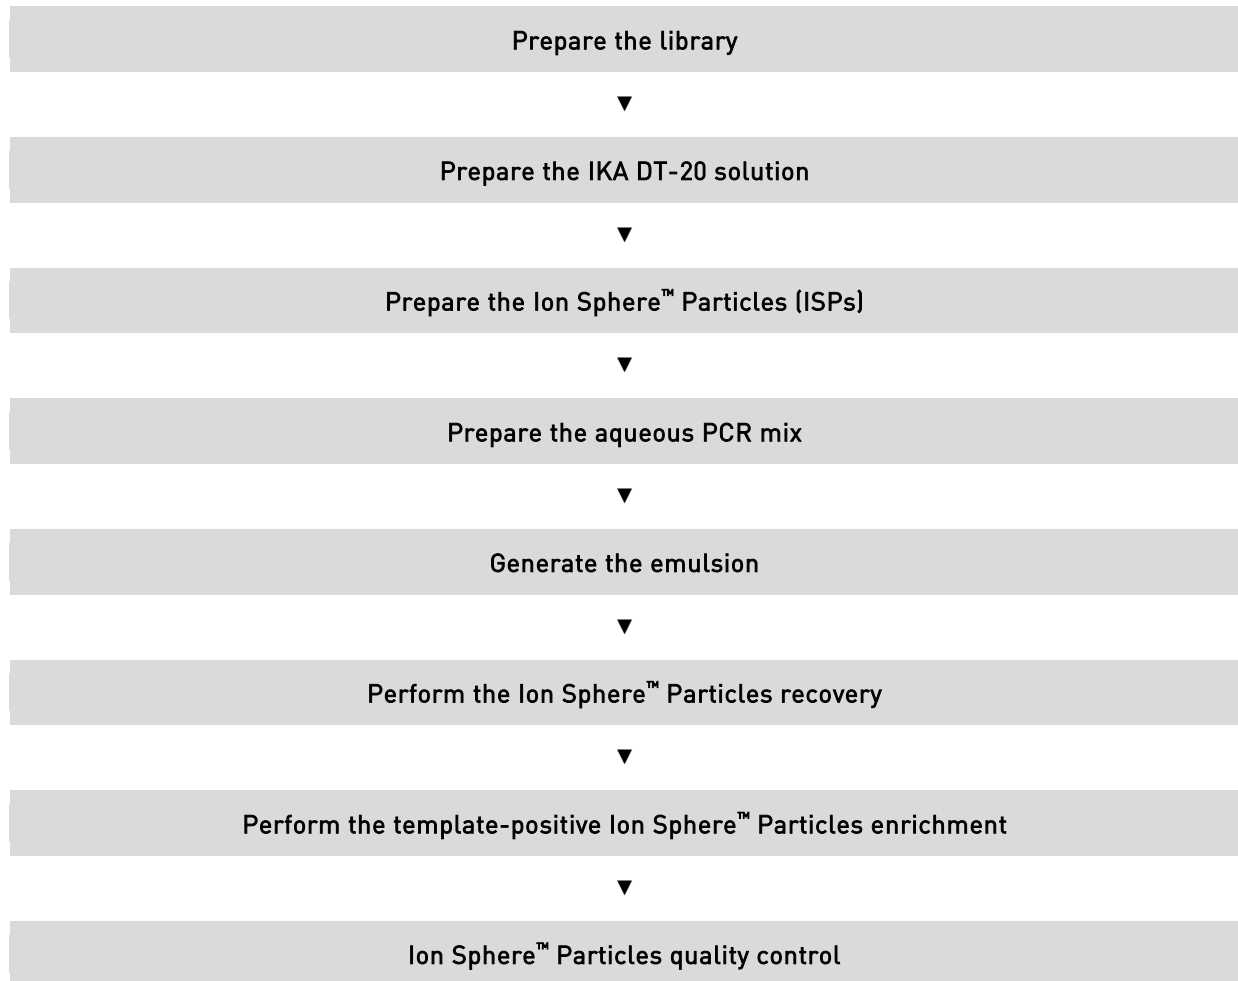 Prepare the library
▼
Prepare the IKA DT-20 solution
▼
Prepare the Ion Sphere™ Particles (ISPs)
▼
Prepare the aqueous PCR mix
▼
Generate the emulsion
▼
Perform the Ion Sphere™ Particles recovery
▼
Perform the template-positive Ion Sphere™ Particles enrichment
▼
Ion Sphere™ Particles quality control